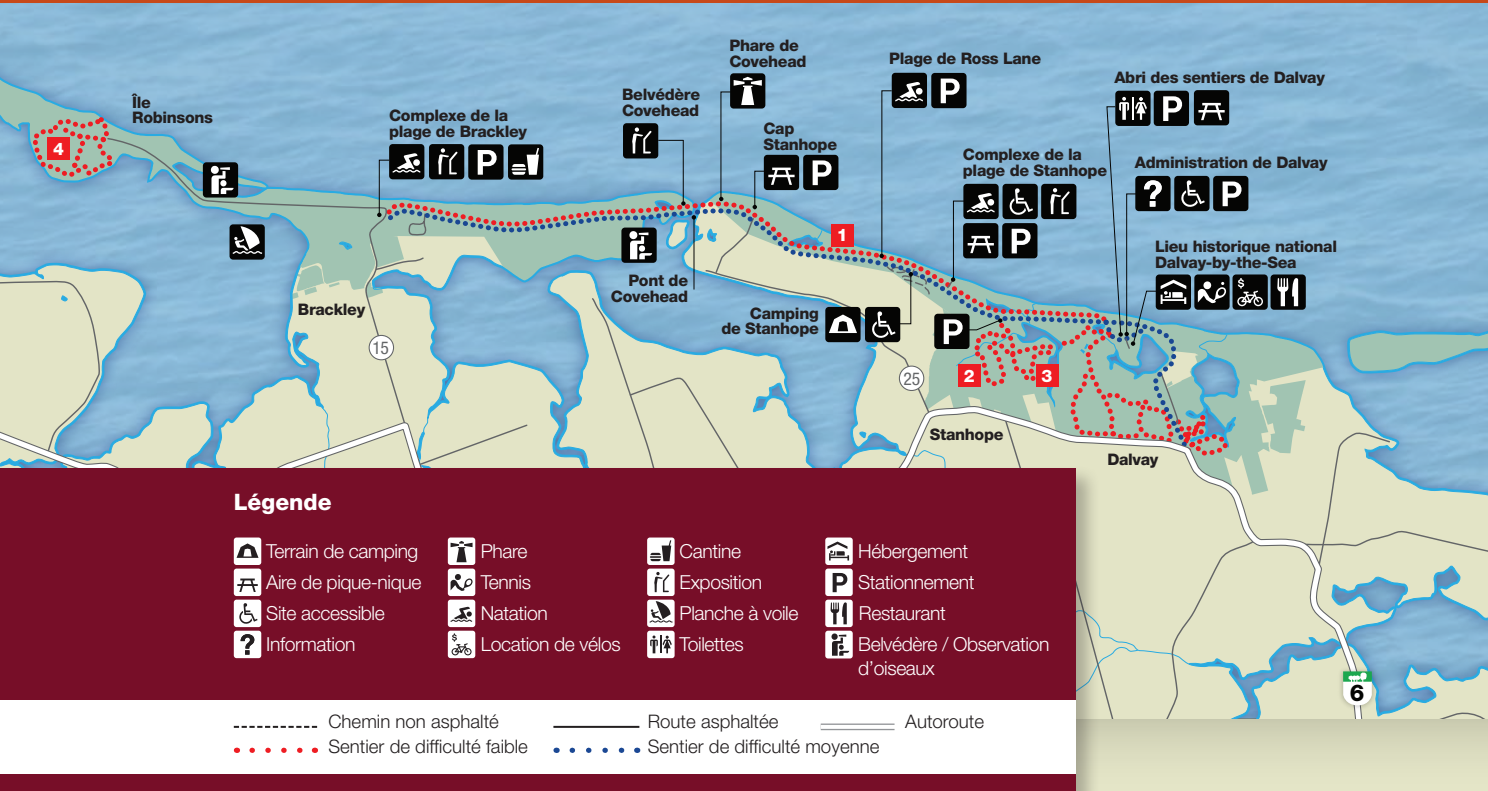 Île
Robinsons
4
Complexe de la
plage de Brackley
P
Belvédère
Covehead
Phare de
Covehead
Cap
Stanhope
P
Plage de Ross Lane
P
Complexe de la
plage de Stanhope
P
Abri des sentiers de Dalvay
P
Administration de Dalvay
?
P
Lieu historique national
Dalvay-by-the-Sea
$
1
Pont de
Covehead
Camping
de Stanhope
P
2
3
Brackley
15
25
Stanhope
Dalvay
6
Légende
Terrain de camping
Aire de pique-nique
Site accessible
? Information
Phare
Tennis
Natation
$ Location de vélos
Cantine
Exposition
Planche à voile
Toilettes
Hébergement
P Stationnement
Restaurant
Belvédère / Observation
d'oiseaux
Chemin non asphalté
Route asphaltée
Autoroute
Sentier de difficulté faible
Sentier de difficulté moyenne